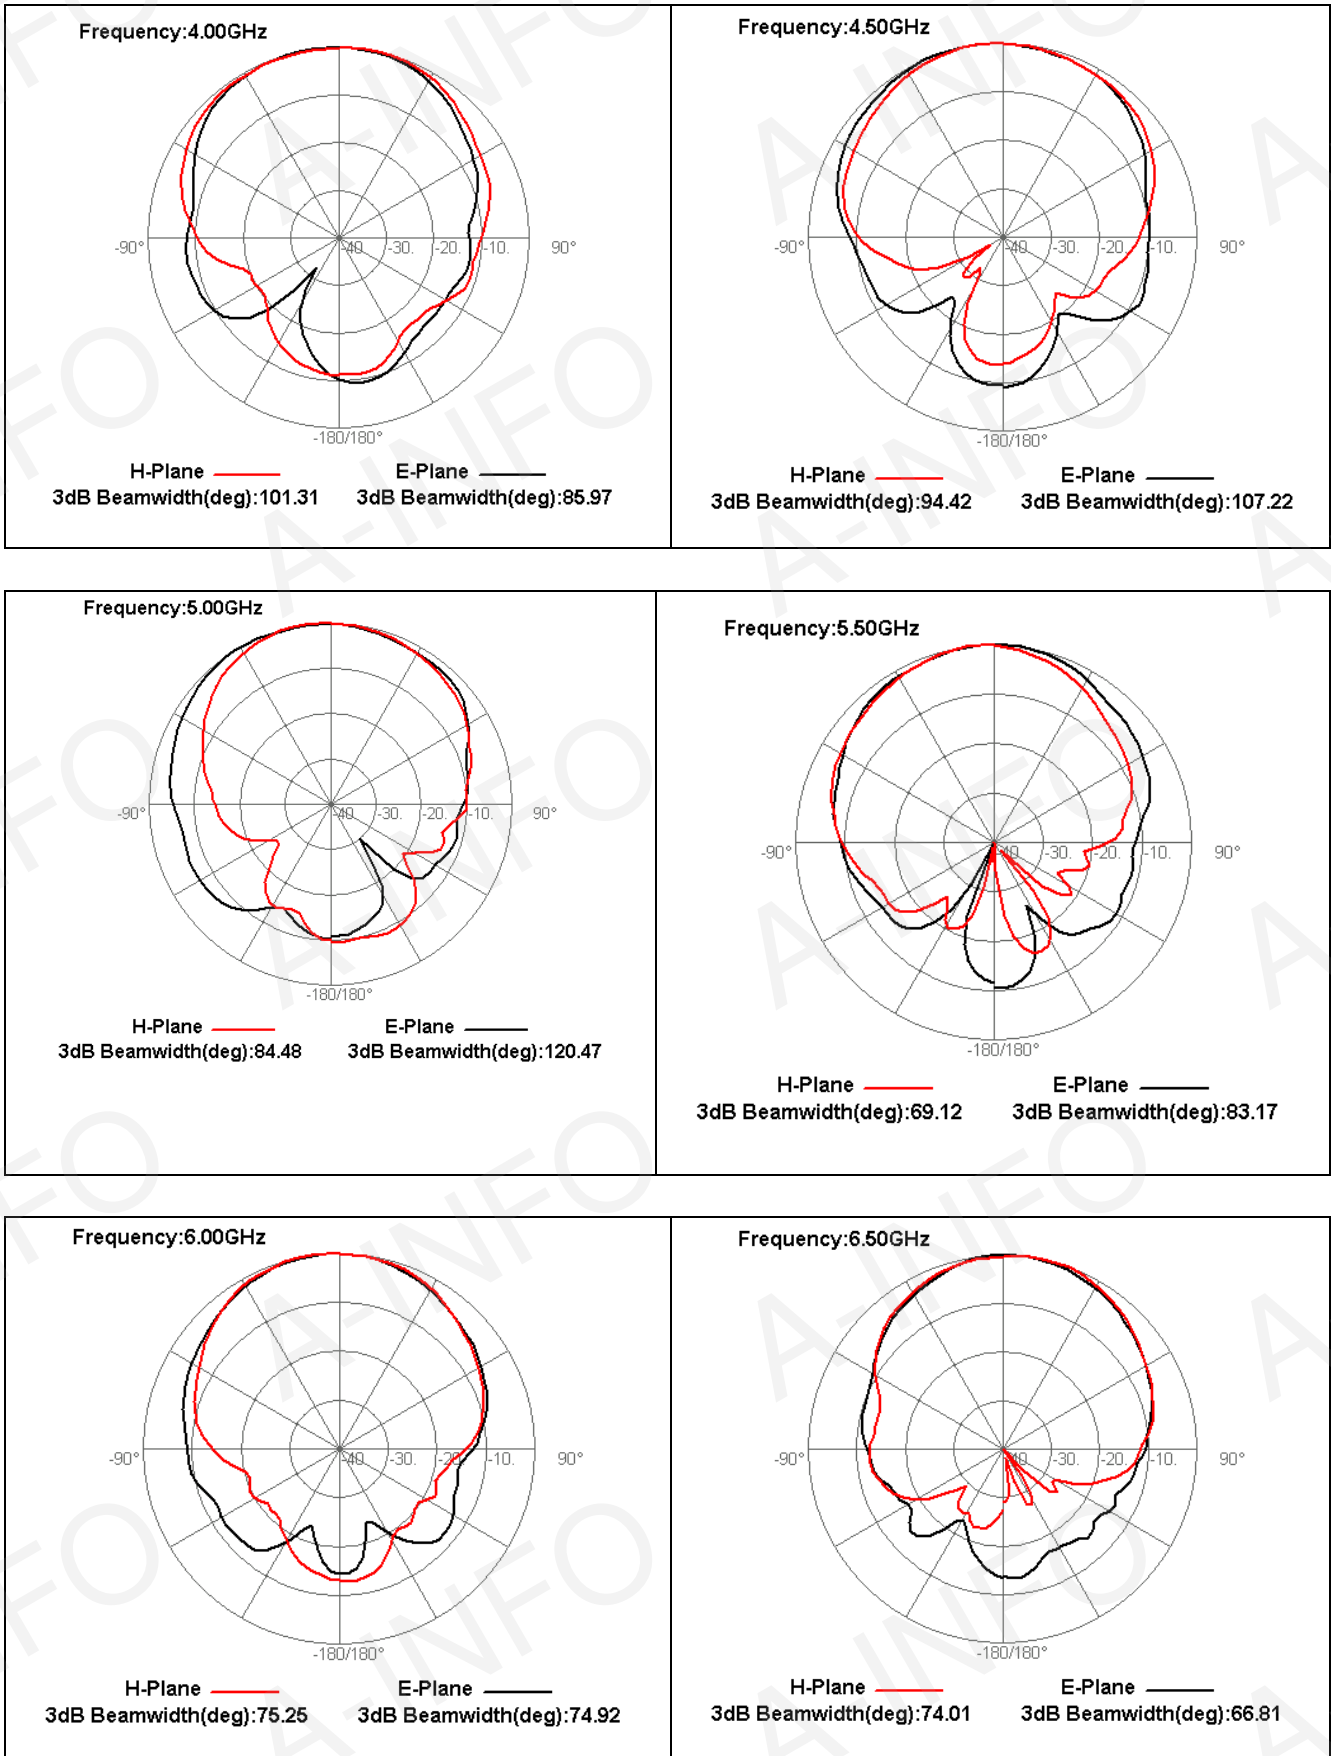 Frequency:4.00GHz
-90° -40 -30. -20. -10. 90°
-180/180°
H-Plane E-Plane
3dB Beamwidth(deg):101.31 3dB Beamwidth(deg):85.97
Frequency:4.50GHz
-90° -40 -30. -20. -10. 90°
-180/180°
H-Plane E-Plane
3dB Beamwidth(deg):94.42 3dB Beamwidth(deg):107.22
Frequency:5.00GHz
-90° -40 -30. -20. -10. 90°
-180/180°
H-Plane E-Plane
3dB Beamwidth(deg):84.48 3dB Beamwidth(deg):120.47
Frequency:5.50GHz
-90° -40 -30. -20. -10. 90°
-180/180°
H-Plane E-Plane
3dB Beamwidth(deg):69.12 3dB Beamwidth(deg):83.17
Frequency:6.00GHz
-90° -40 -30. -20. -10. 90°
-180/180°
H-Plane E-Plane
3dB Beamwidth(deg):75.25 3dB Beamwidth(deg):74.92
Frequency:6.50GHz
-90° -40 -30. -20. -10. 90°
-180/180°
H-Plane E-Plane
3dB Beamwidth(deg):74.01 3dB Beamwidth(deg):66.81
A-INFO